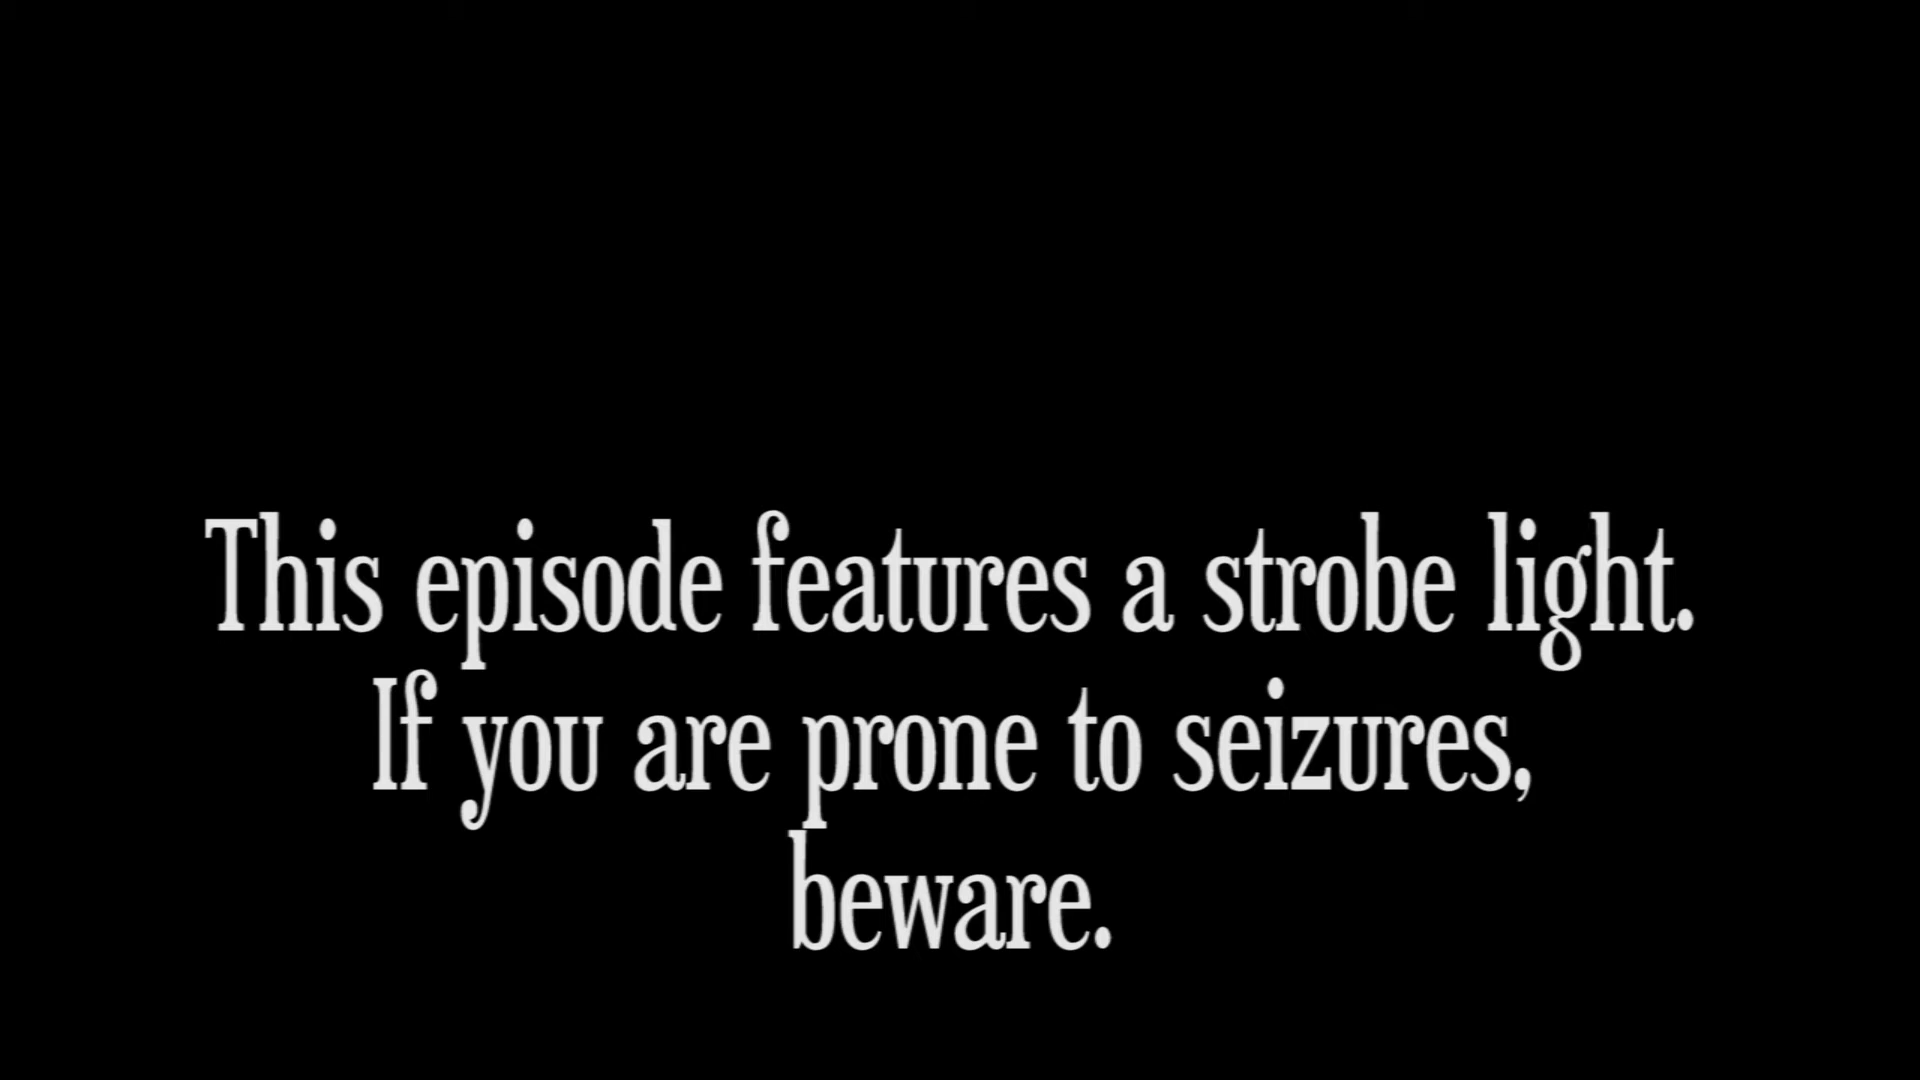 This episode features a strobe light.
If you are prone to seizures,
beware.